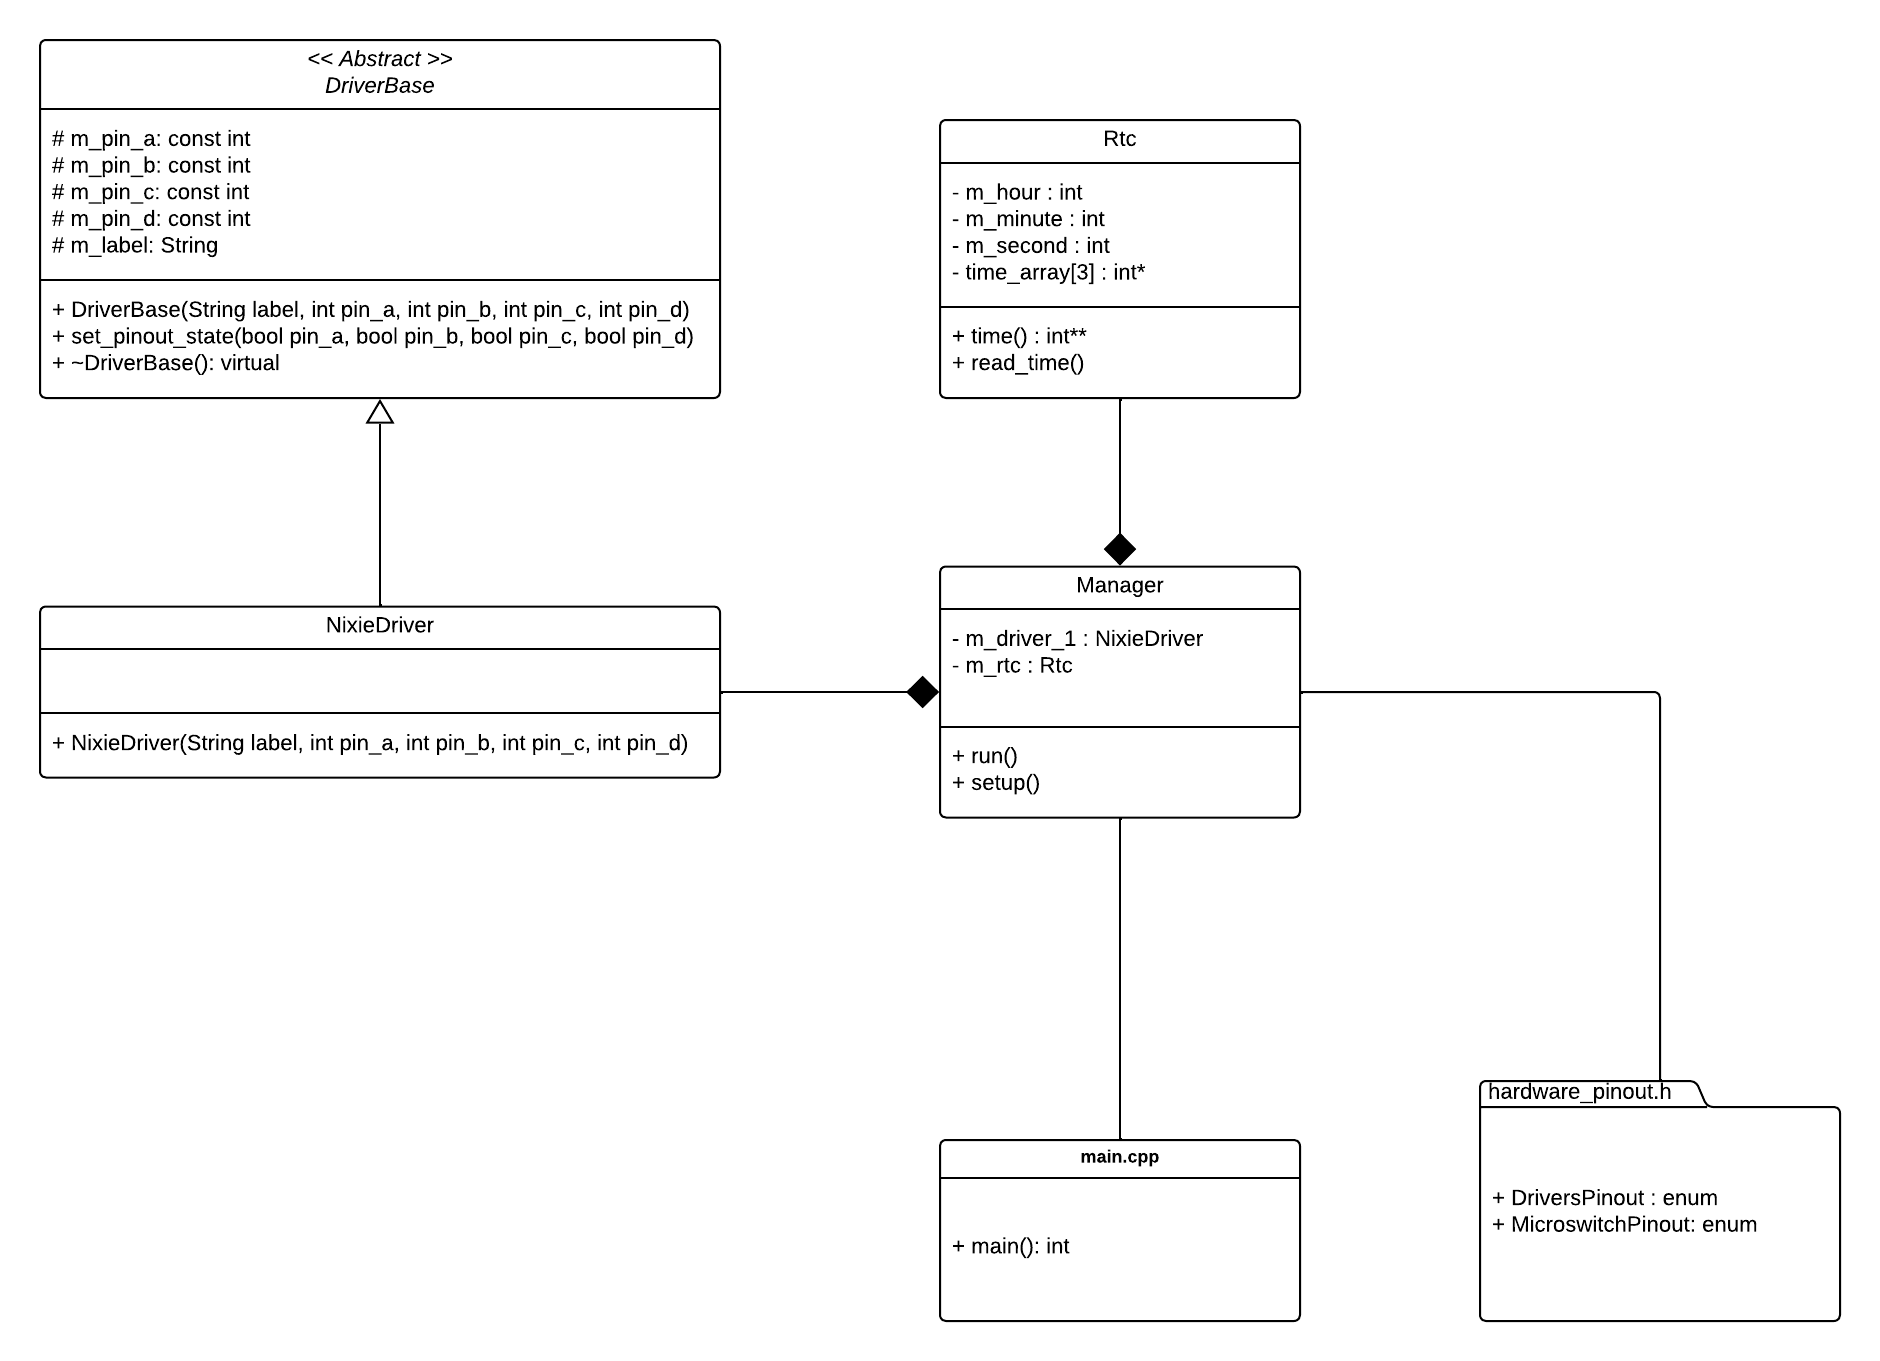 << Abstract >>
DriverBase
# m_pin_a: const int
# m_pin_b: const int
# m_pin_c: const int
# m_pin_d: const int
# m_label: String
+ DriverBase(String label, int pin_a, int pin_b, int pin_c, int pin_d)
+ set_pinout_state(bool pin_a, bool pin_b, bool pin_c, bool pin_d)
+ ~DriverBase(): virtual
Rtc
- m_hour : int
- m_minute : int
- m_second : int
- time_array[3] : int*
+ time() : int**
+ read_time()
NixieDriver
+ NixieDriver(String label, int pin_a, int pin_b, int pin_c, int pin_d)
Manager
- m_driver_1 : NixieDriver
- m_rtc : Rtc
+ run()
+ setup()
main.cpp
+ main(): int
hardware_pinout.h
+ DriversPinout : enum
+ MicroswitchPinout: enum